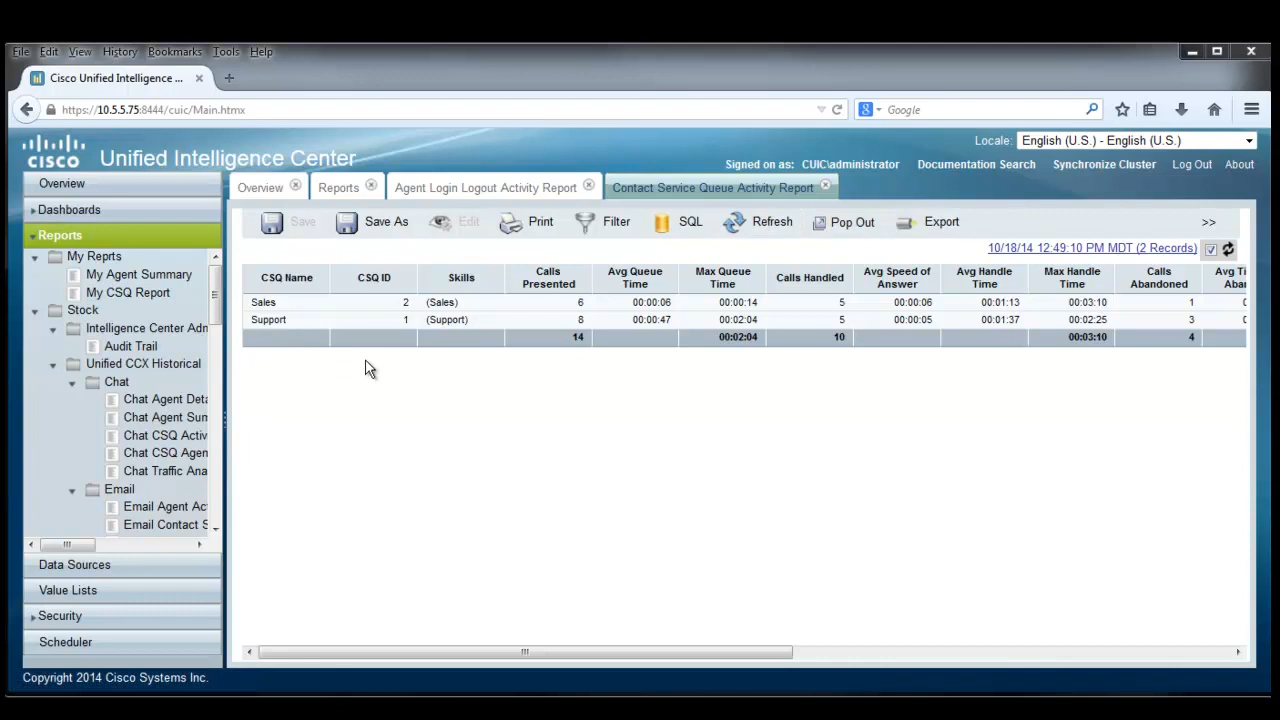 File Edit View History Bookmarks Tools Help
Cisco Unified Intelligence ...
https://10.5.5.75:8444/cuic/Main.htmx
Google
Locale: English (U.S.) - English (U.S.)
CISCO Unified Intelligence Center
Signed on as: CUIC\administrator Documentation Search Synchronize Cluster Log Out About
Overview
Dashboards
Reports
My Reprts
My Agent Summary
My CSQ Report
Stock
Intelligence Center Adm
Audit Trail
Unified CCX Historical
Chat
Chat Agent Deta
Chat Agent Sum
Chat CSQ Activ
Chat CSQ Agen
Chat Traffic Ana
Email
Email Agent Ac
Email Contact S
Data Sources
Value Lists
Security
Scheduler
Overview Reports Agent Login Logout Activity Report Contact Service Queue Activity Report
Save Save As Edit Print Filter SQL Refresh Pop Out Export >>
10/18/14 12:49:10 PM MDT (2 Records)
CSQ Name CSQ ID Skills Calls Presented Avg Queue Time Max Queue Time Calls Handled Avg Speed of Answer Avg Handle Time Max Handle Time Calls Abandoned Avg Ti Aban
Sales 2 (Sales) 6 00:00:06 00:00:14 5 00:00:06 00:01:13 00:03:10 1 0
Support 1 (Support) 8 00:00:47 00:02:04 5 00:00:05 00:01:37 00:02:25 3 0
14 00:02:04 10 00:03:10 4
Copyright 2014 Cisco Systems Inc.